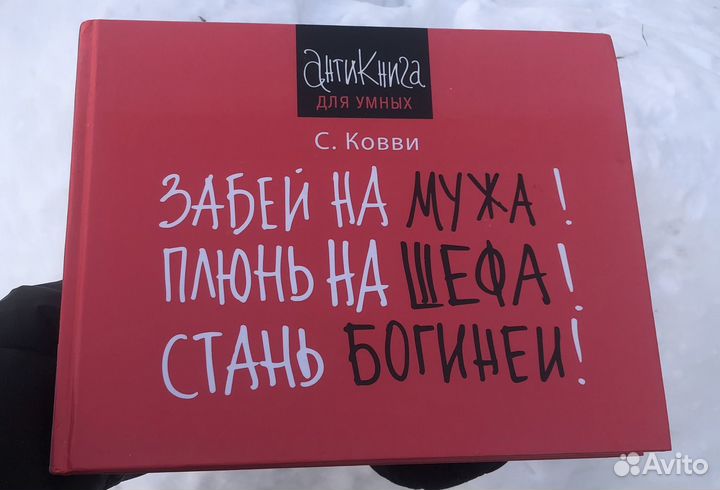 антиКнига
ДЛЯ УМНЫХ
С. Ковви
ЗАБЕЙ НА МУЖА!
ПЛЮНЬ НА ШЕФА!
СТАНЬ БОГИНЕЙ!
Avito